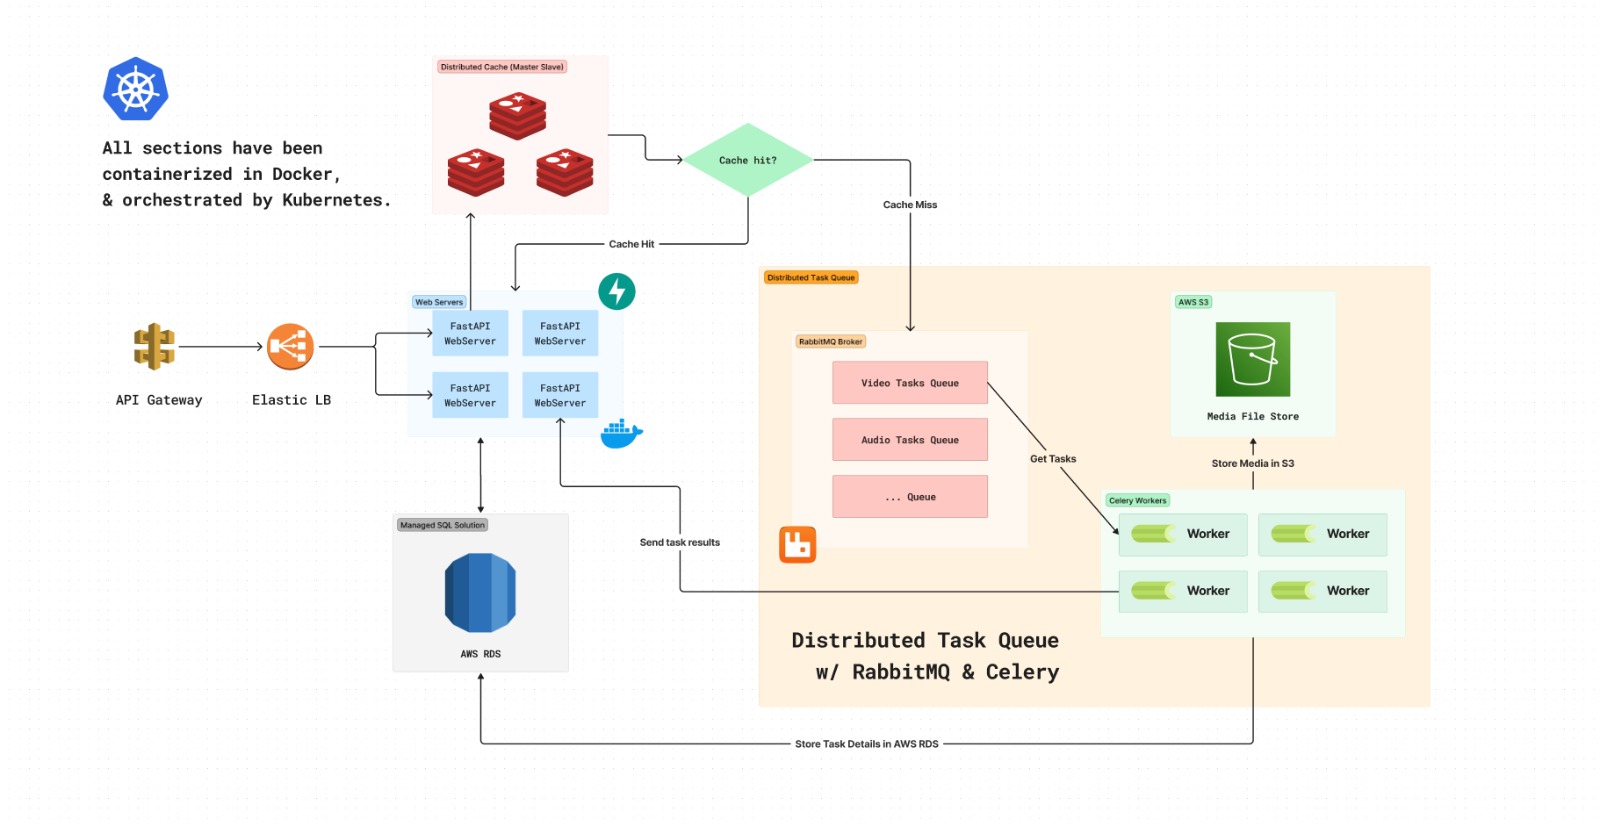 Distributed Cache (Master Slave)
All sections have been
containerized in Docker,
& orchestrated by Kubernetes.
Cache hit?
Cache Miss
Cache Hit
Web Servers
FastAPI
WebServer
FastAPI
WebServer
FastAPI
WebServer
FastAPI
WebServer
API Gateway
Elastic LB
Distributed Task Queue
RabbitMQ Broker
Video Tasks Queue
Audio Tasks Queue
... Queue
Get Tasks
AWS S3
Media File Store
Store Media in S3
Celery Workers
Worker
Worker
Worker
Worker
Managed SQL Solution
AWS RDS
Send task results
Distributed Task Queue
w/ RabbitMQ & Celery
Store Task Details in AWS RDS